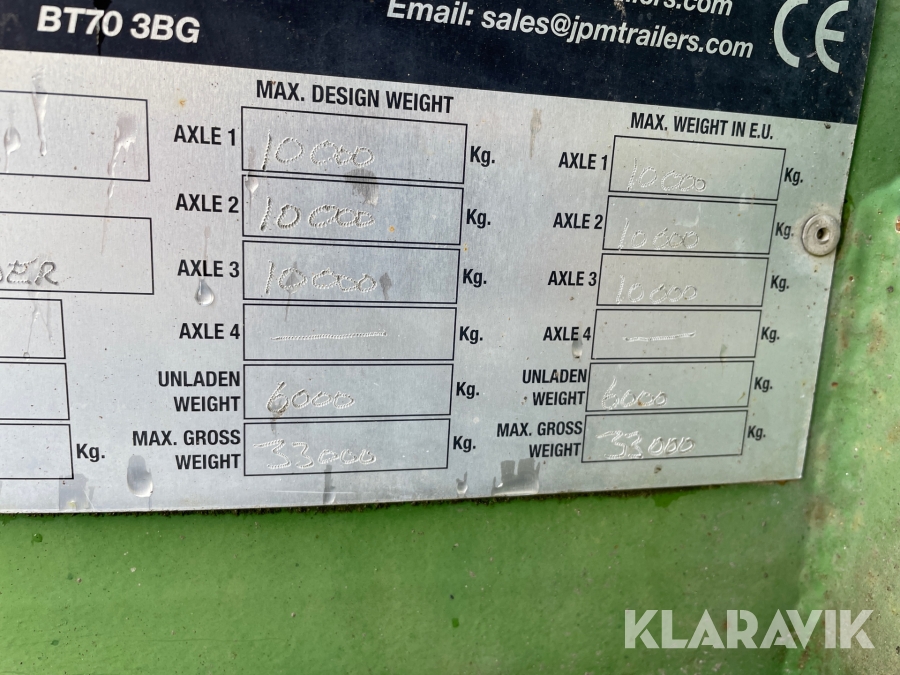 BT70 3BG
Email: sales@jpmtrailers.com
CE
MAX. DESIGN WEIGHT
AXLE 1 10000 Kg.
AXLE 2 10000 Kg.
AXLE 3 10000 Kg.
AXLE 4 — Kg.
UNLADEN
WEIGHT 6000 Kg.
MAX. GROSS
WEIGHT 33000 Kg.
MAX. WEIGHT IN E.U.
AXLE 1 10000 Kg.
AXLE 2 10000 Kg.
AXLE 3 10000 Kg.
AXLE 4 — Kg.
UNLADEN
WEIGHT 6000 Kg.
MAX. GROSS
WEIGHT 33000 Kg.
Kg.
KLARAVIK